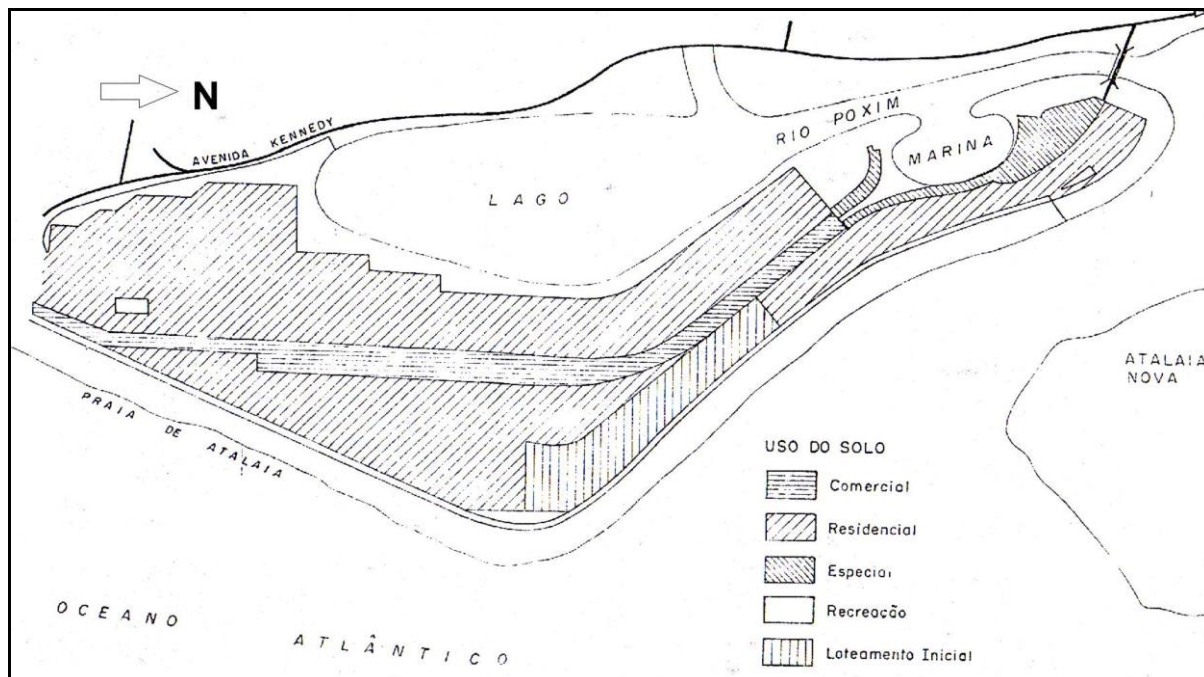 N
AVENIDA KENNEDY
LAGO
RIO POXIM
MARINA
PRAIA DE ATALAIA
OCEANO ATLÂNTICO
ATALAIA
NOVA
USO DO SOLO
Comercial
Residencial
Especial
Recreação
Loteamento Inicial